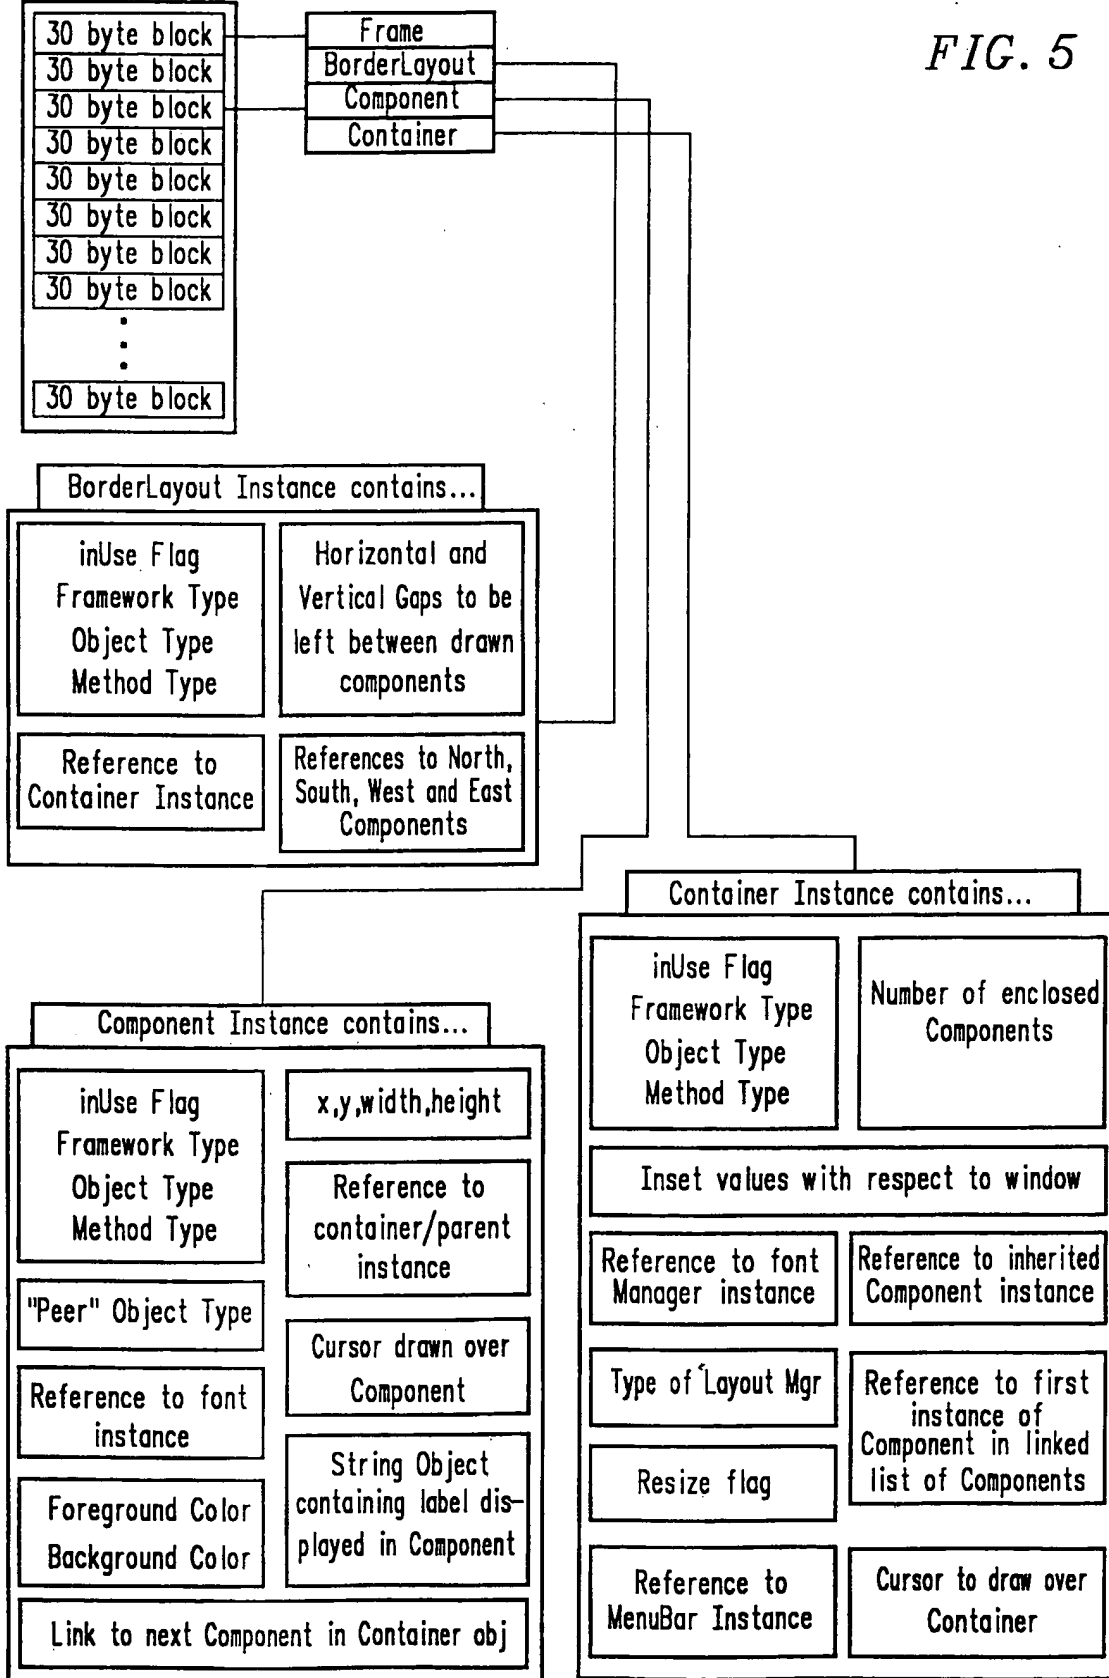 FIG. 5
30 byte block
30 byte block
30 byte block
30 byte block
30 byte block
30 byte block
30 byte block
30 byte block
30 byte block
Frame
BorderLayout
Component
Container
BorderLayout Instance contains...
inUse Flag
Framework Type
Object Type
Method Type
Horizontal and
Vertical Gaps to be
left between drawn
components
Reference to
Container Instance
References to North,
South, West and East
Components
Component Instance contains...
inUse Flag
Framework Type
Object Type
Method Type
x,y,width,height
Reference to
container/parent
instance
"Peer" Object Type
Cursor drawn over
Component
Reference to font
instance
String Object
containing label dis-
played in Component
Foreground Color
Background Color
Link to next Component in Container obj
Container Instance contains...
inUse Flag
Framework Type
Object Type
Method Type
Number of enclosed
Components
Inset values with respect to window
Reference to font
Manager instance
Reference to inherited
Component instance
Type of Layout Mgr
Reference to first
instance of
Component in linked
list of Components
Resize flag
Reference to
MenuBar Instance
Cursor to draw over
Container